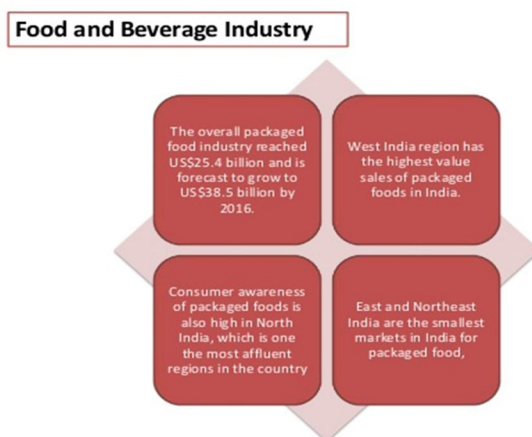 Food and Beverage Industry
The overall packaged
food industry reached
US$25.4 billion and is
forecast to grow to
US$38.5 billion by
2016.
West India region has
the highest value
sales of packaged
foods in India.
Consumer awareness
of packaged foods is
also high in North
India, which is one
the most affluent
regions in the country
East and Northeast
India are the smallest
markets in India for
packaged food,